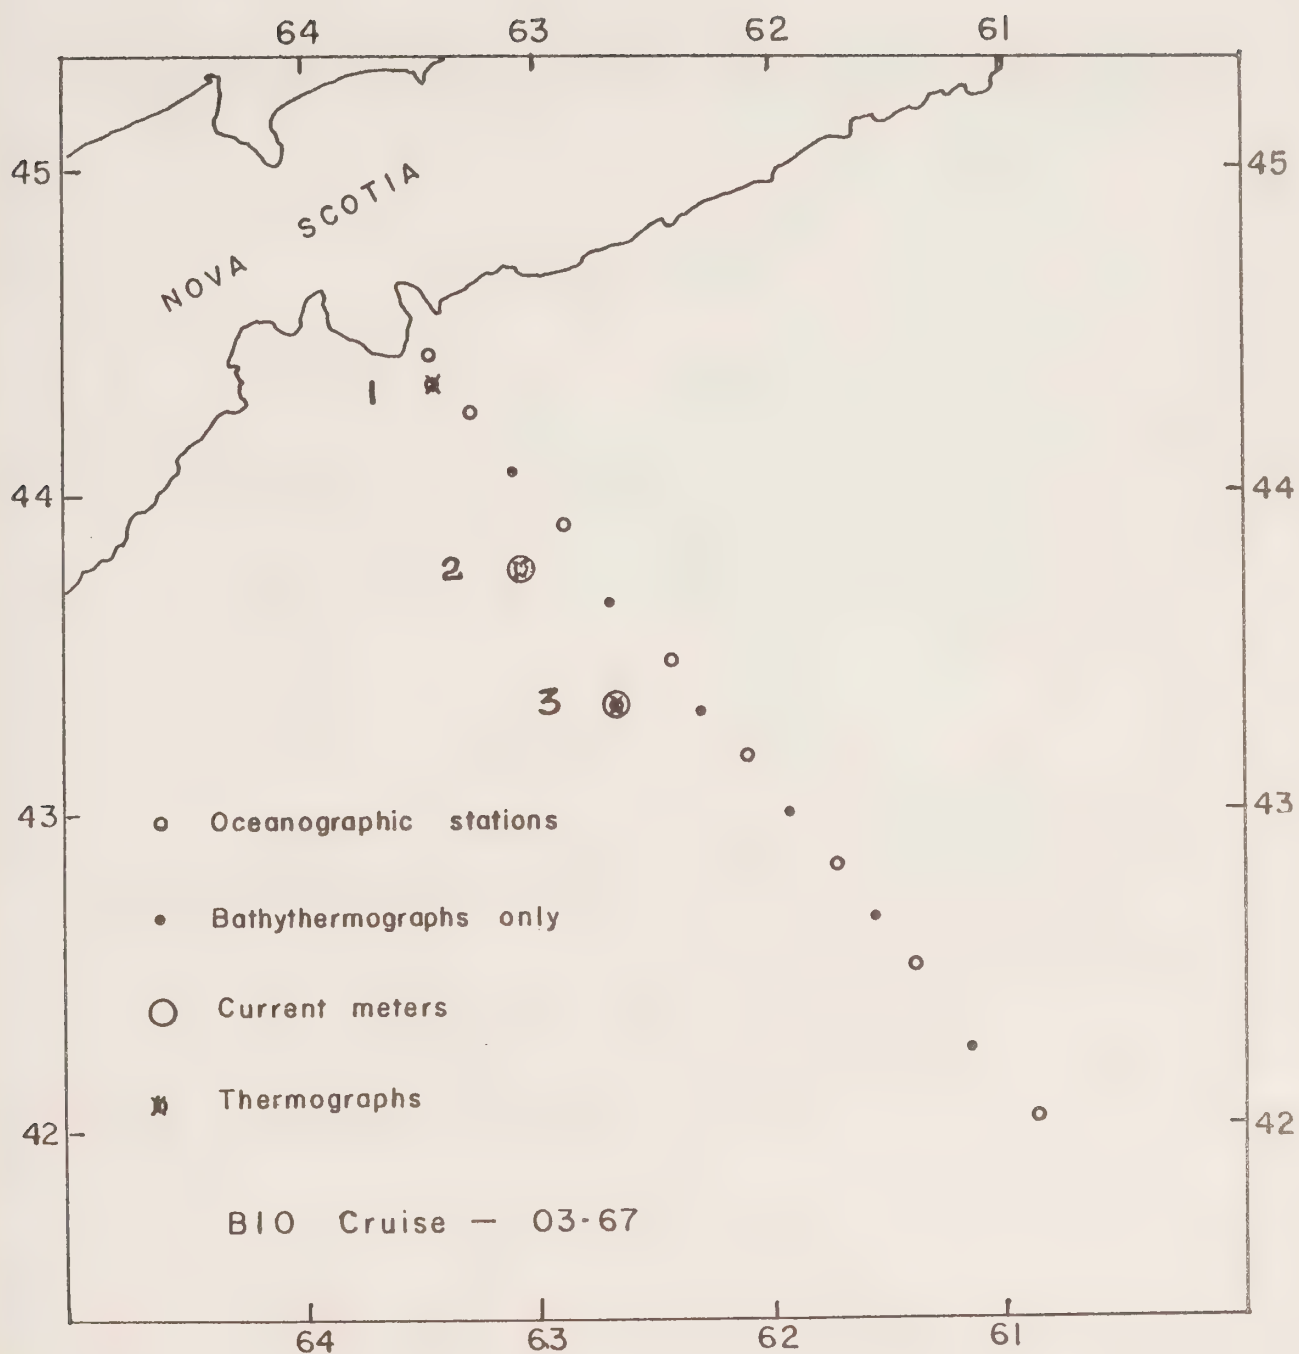 64 63 62 61
45 45
NOVA SCOTIA
1
44 44
2
3
43 43
Oceanographic stations
Bathythermographs only
Current meters
Thermographs
42 42
BIO Cruise — 03-67
64 63 62 61